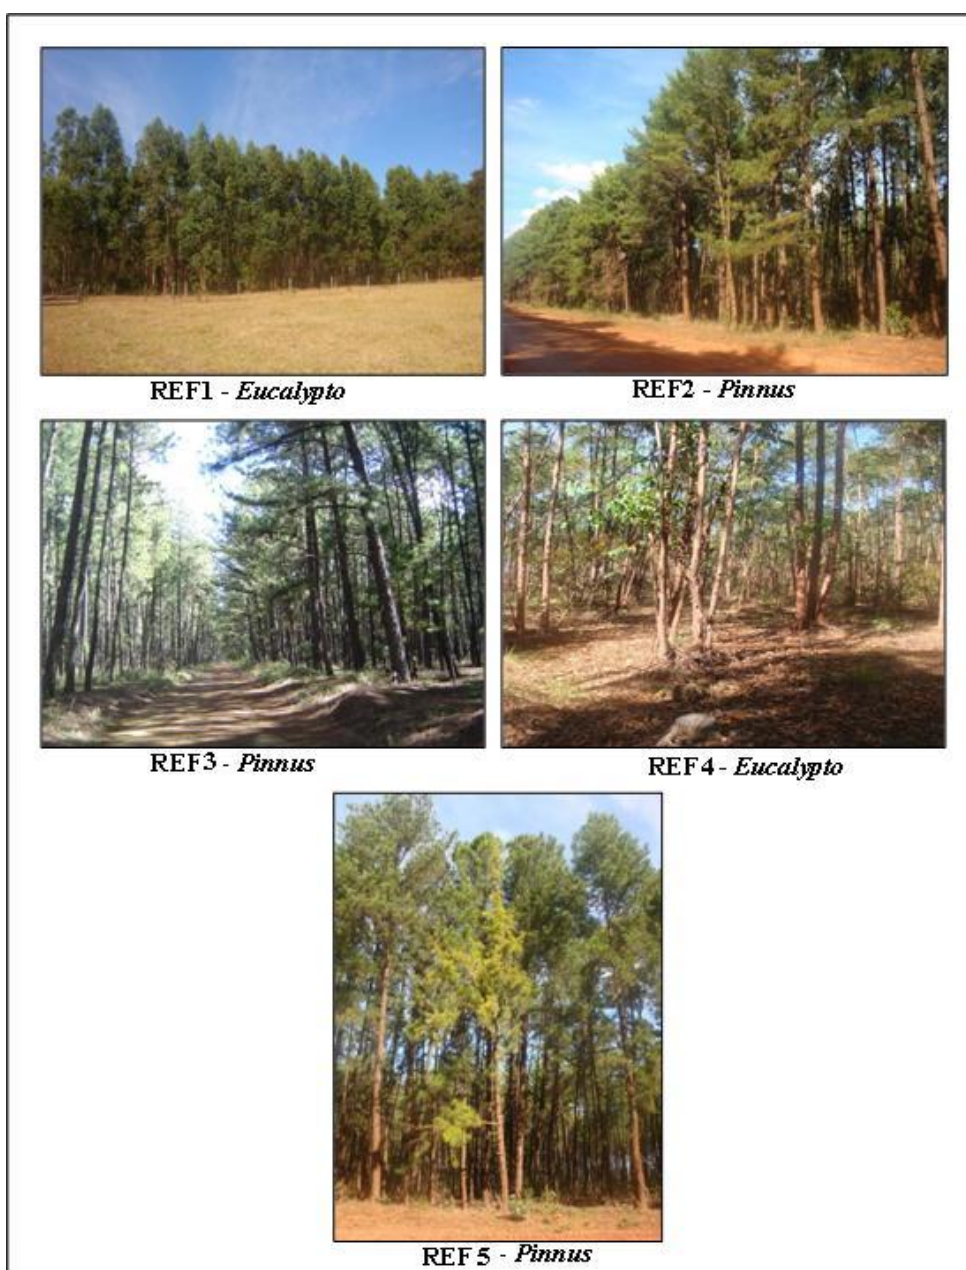 REF1 - Eucalypto
REF2 - Pinnus
REF3 - Pinnus
REF4 - Eucalypto
REF5 - Pinnus